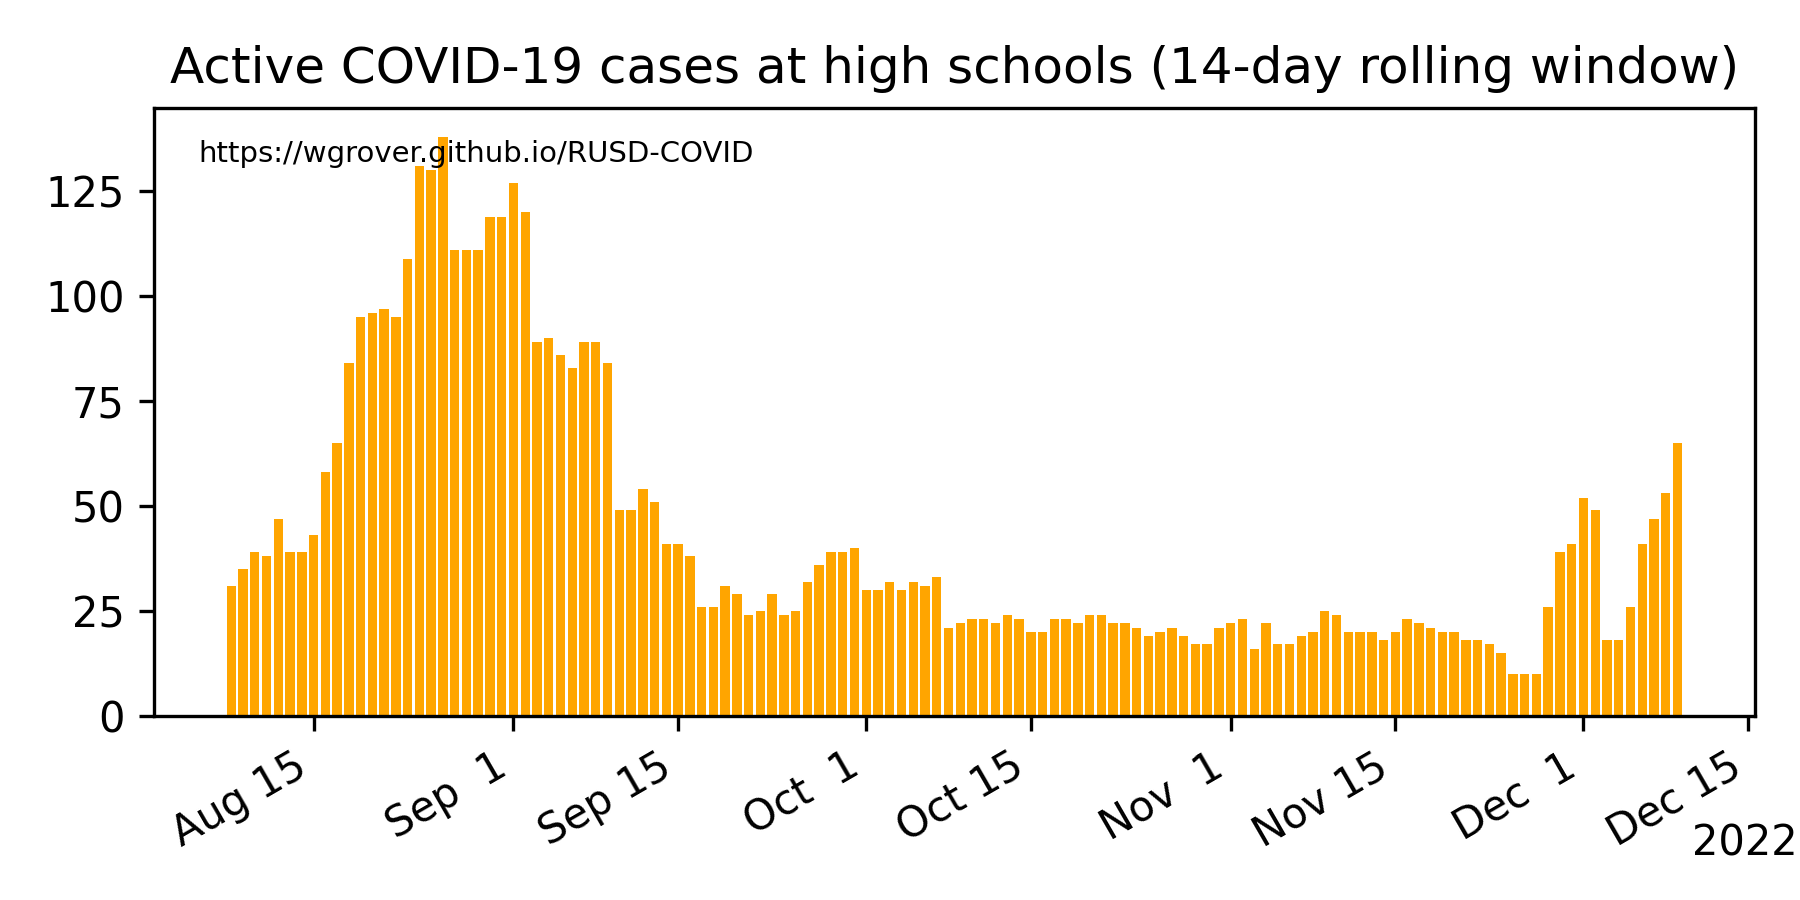 Active COVID-19 cases at high schools (14-day rolling window)
https://wgrover.github.io/RUSD-COVID
125
100
75
50
25
0
Aug 15
Sep  1
Sep 15
Oct  1
Oct 15
Nov  1
Nov 15
Dec  1
Dec 15
2022